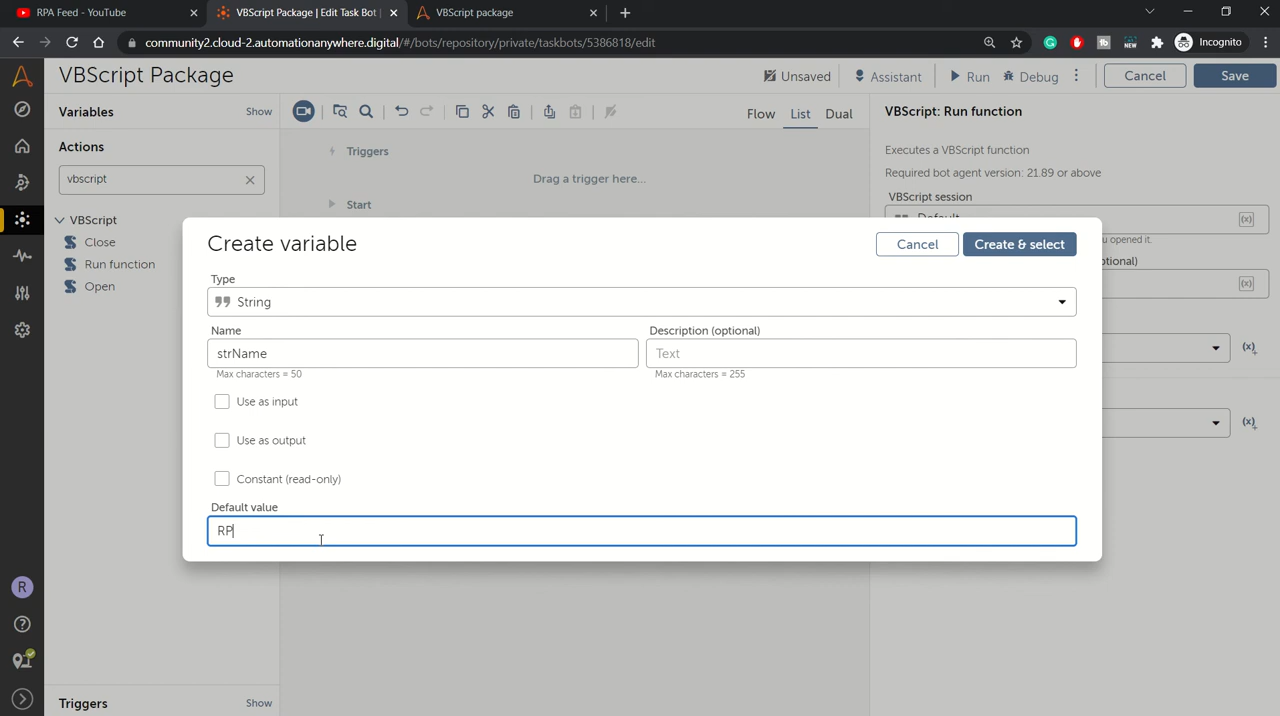 RPA Feed - YouTube
VBScript Package | Edit Task Bot |
VBScript package
community2.cloud-2.automationanywhere.digital/#/bots/repository/private/taskbots/5386818/edit
Incognito
VBScript Package
Unsaved
Assistant
Run
Debug
Cancel
Save
Variables
Show
Flow
List
Dual
VBScript: Run function
Actions
Triggers
Executes a VBScript function
vbscript
Drag a trigger here...
Required bot agent version: 21.89 or above
VBScript session
Start
VBScript
Default
Close
u opened it.
Run function
ptional)
Open
Create variable
Cancel
Create & select
Type
String
Name
Description (optional)
strName
Text
Max characters = 50
Max characters = 255
Use as input
Use as output
Constant (read-only)
Default value
RP
R
Triggers
Show